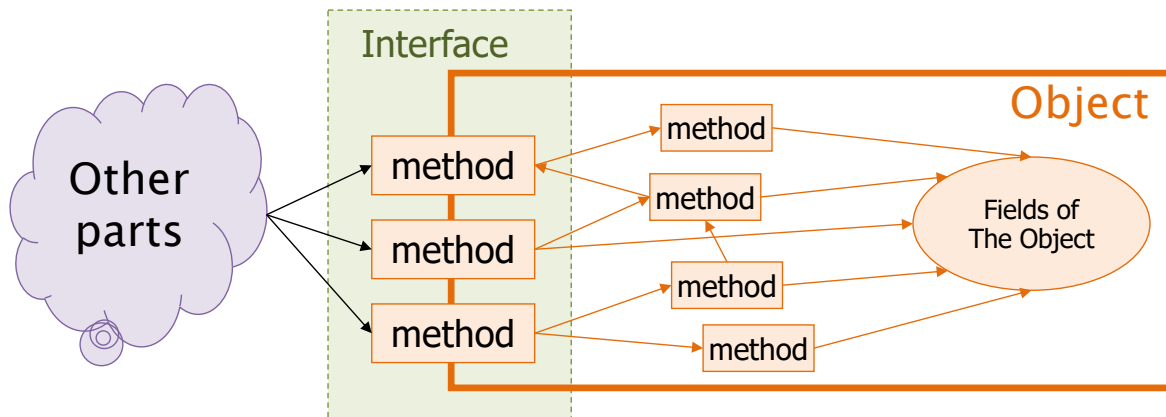 Interface
Object
Other
parts
method
method
method
method
method
method
method
Fields of
The Object